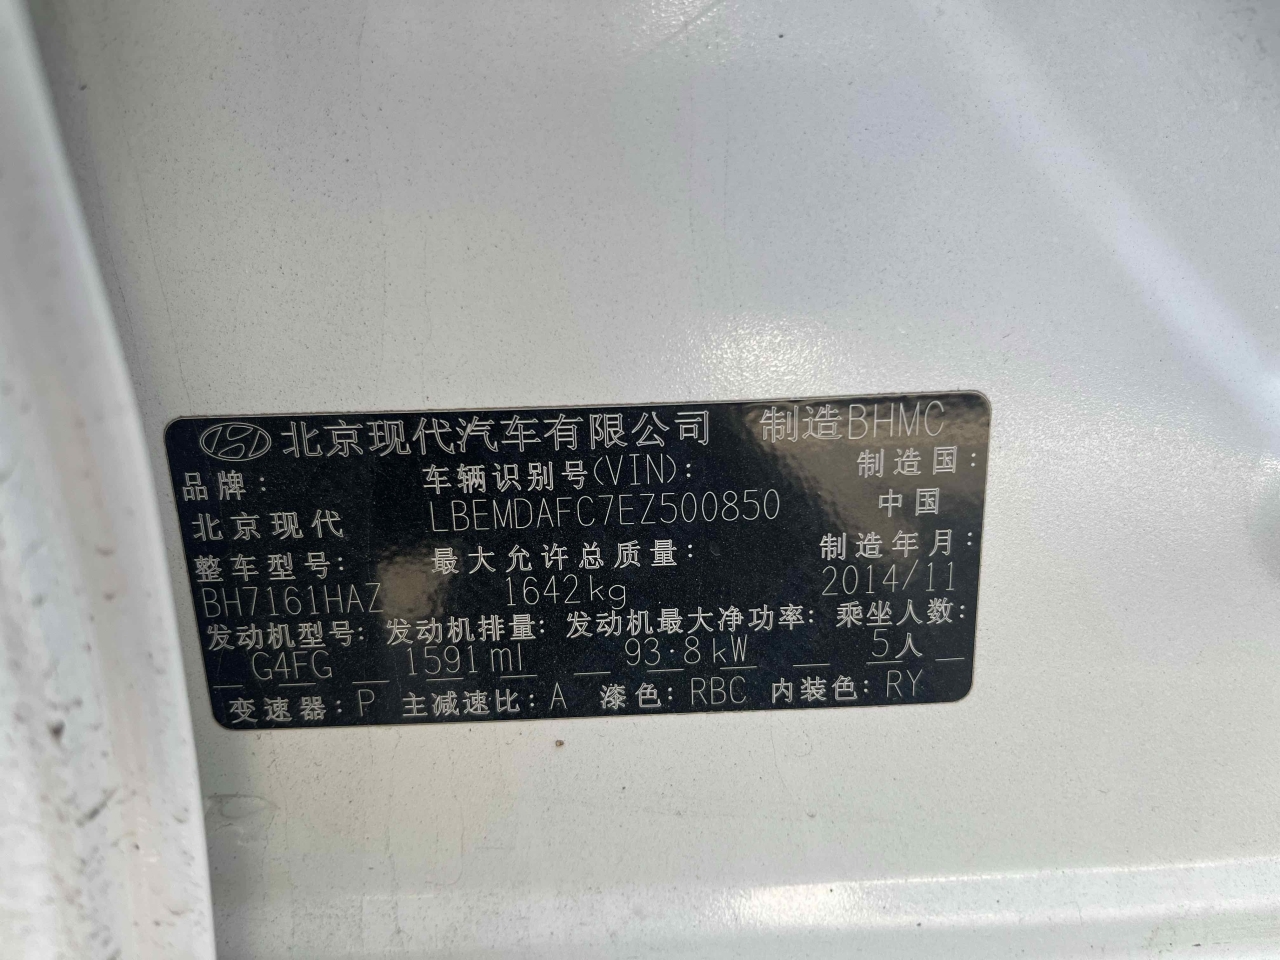 北京现代汽车有限公司 制造BHMC
品牌: 车辆识别号(VIN): 制造国:
北京现代 LBEMDAFC7EZ500850 中国
整车型号: 最大允许总质量: 制造年月:
BH7161HAZ 1642kg 2014/11
发动机型号: 发动机排量: 发动机最大净功率: 乘坐人数:
G4FG 1591ml 93.8kW 5人
变速器: P 主减速比: A 漆色: RBC 内装色: RY